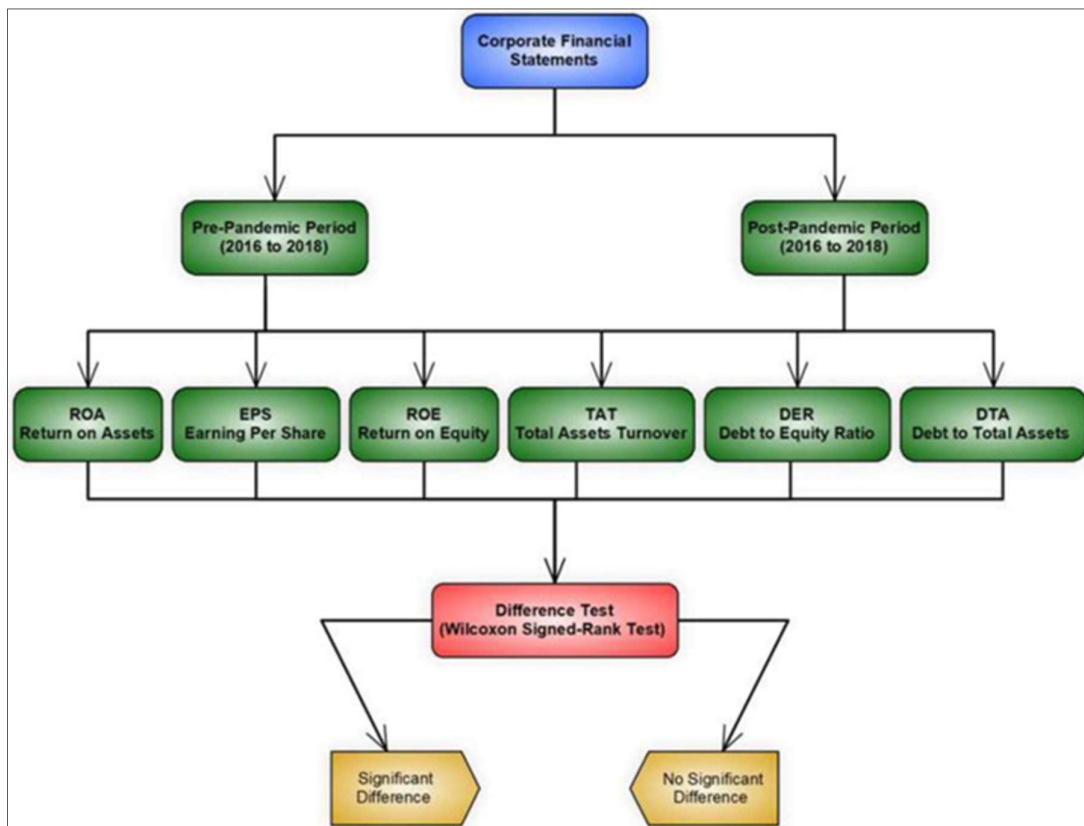 Corporate Financial
Statements
Pre-Pandemic Period
(2016 to 2018)
Post-Pandemic Period
(2016 to 2018)
ROA
Return on Assets
EPS
Earning Per Share
ROE
Return on Equity
TAT
Total Assets Turnover
DER
Debt to Equity Ratio
DTA
Debt to Total Assets
Difference Test
(Wilcoxon Signed-Rank Test)
Significant
Difference
No Significant
Difference